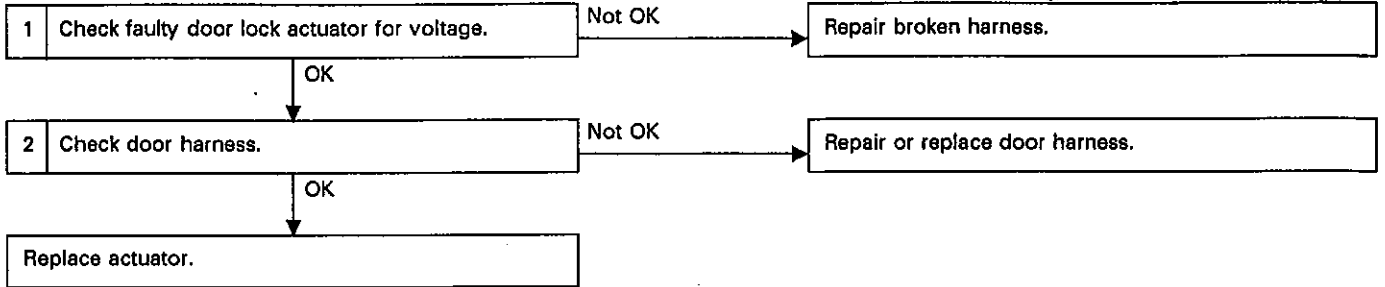 1 Check faulty door lock actuator for voltage.
Not OK
Repair broken harness.
OK
2 Check door harness.
Not OK
Repair or replace door harness.
OK
Replace actuator.